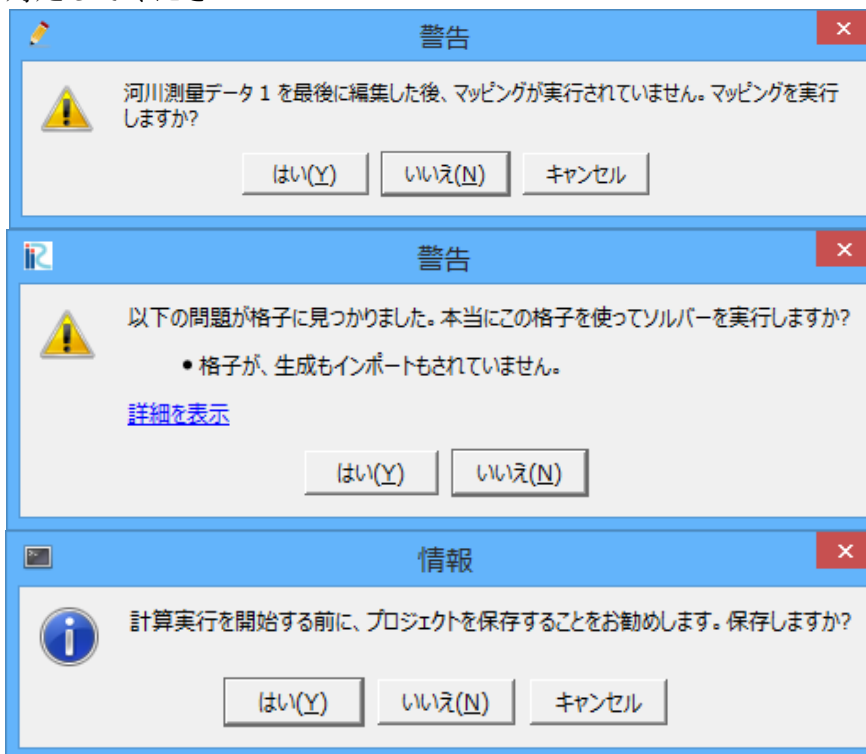 警告
河川測量データ 1 を最後に編集した後、マッピングが実行されていません。マッピングを実行
しますか?
はい(Y) いいえ(N) キャンセル
警告
以下の問題が格子に見つかりました。本当にこの格子を使ってソルバーを実行しますか?
• 格子が、生成もインポートもされていません。
詳細を表示
はい(Y) いいえ(N)
情報
計算実行を開始する前に、プロジェクトを保存することをお勧めします。保存しますか?
はい(Y) いいえ(N) キャンセル